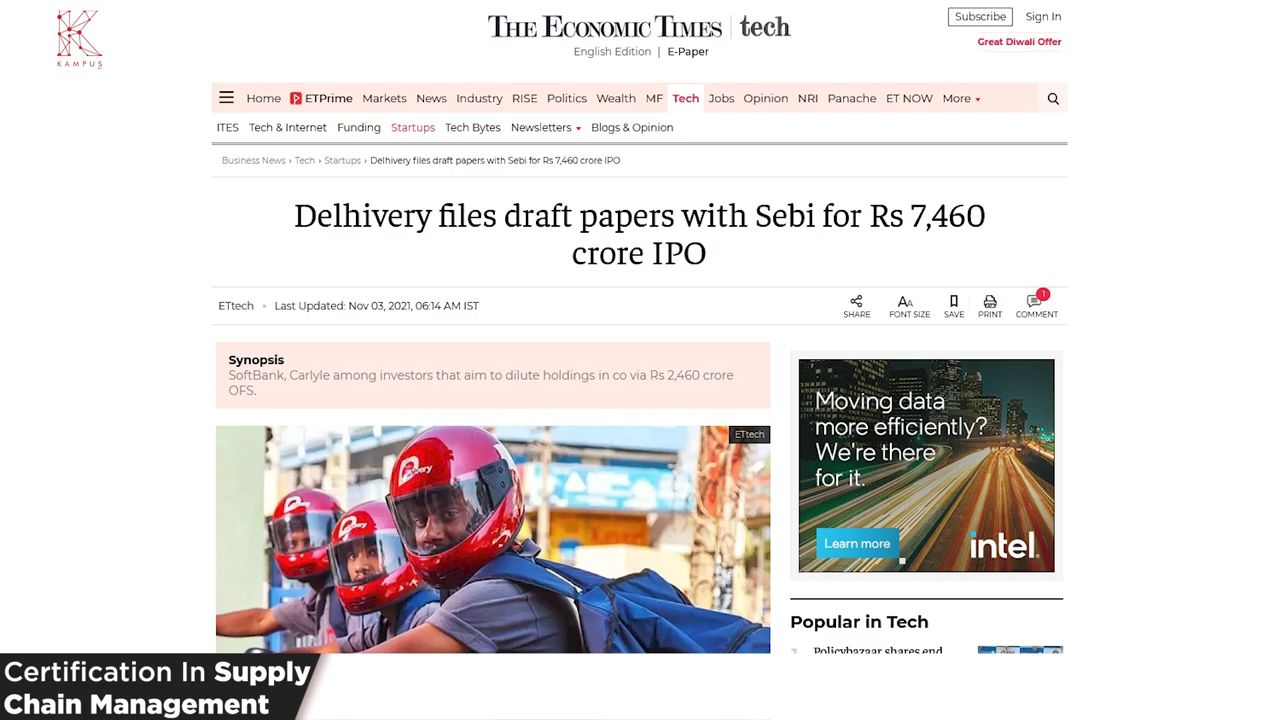 KAMPUS
THE ECONOMIC TIMES | tech
English Edition | E-Paper
Subscribe Sign In
Great Diwali Offer
Home ETPrime Markets News Industry RISE Politics Wealth MF Tech Jobs Opinion NRI Panache ET NOW More
ITES Tech & Internet Funding Startups Tech Bytes Newsletters Blogs & Opinion
Business News › Tech › Startups › Delhivery files draft papers with Sebi for Rs 7,460 crore IPO
Delhivery files draft papers with Sebi for Rs 7,460
crore IPO
ETtech • Last Updated: Nov 03, 2021, 06:14 AM IST
SHARE FONT SIZE SAVE PRINT COMMENT
1
Synopsis
SoftBank, Carlyle among investors that aim to dilute holdings in co via Rs 2,460 crore
OFS.
ETtech
Moving data
more efficiently?
We're there
for it.
Learn more
intel.
Popular in Tech
1 Policybazaar shares end
Certification In Supply
Chain Management